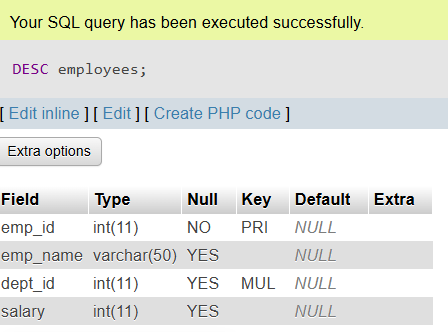 Your SQL query has been executed successfully.
DESC employees;
[ Edit inline ] [ Edit ] [ Create PHP code ]
Extra options
Field Type Null Key Default Extra
emp_id int(11) NO PRI NULL
emp_name varchar(50) YES NULL
dept_id int(11) YES MUL NULL
salary int(11) YES NULL